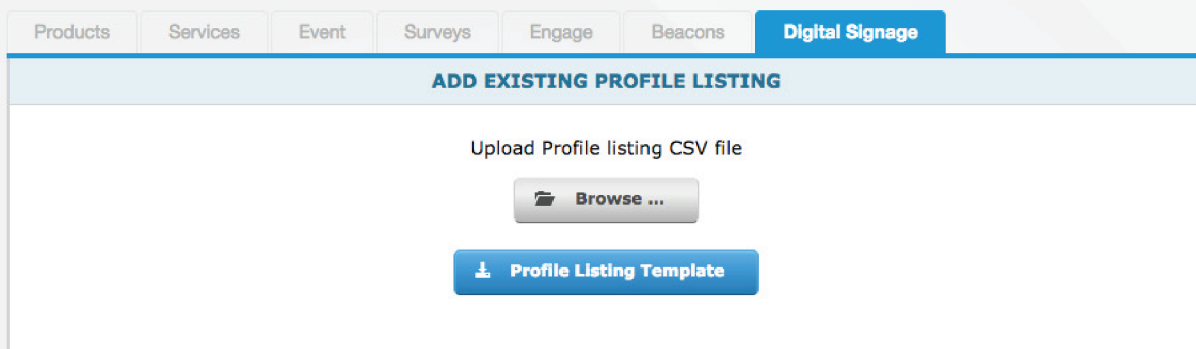 Products Services Event Surveys Engage Beacons Digital Signage
ADD EXISTING PROFILE LISTING
Upload Profile listing CSV file
Browse ...
Profile Listing Template